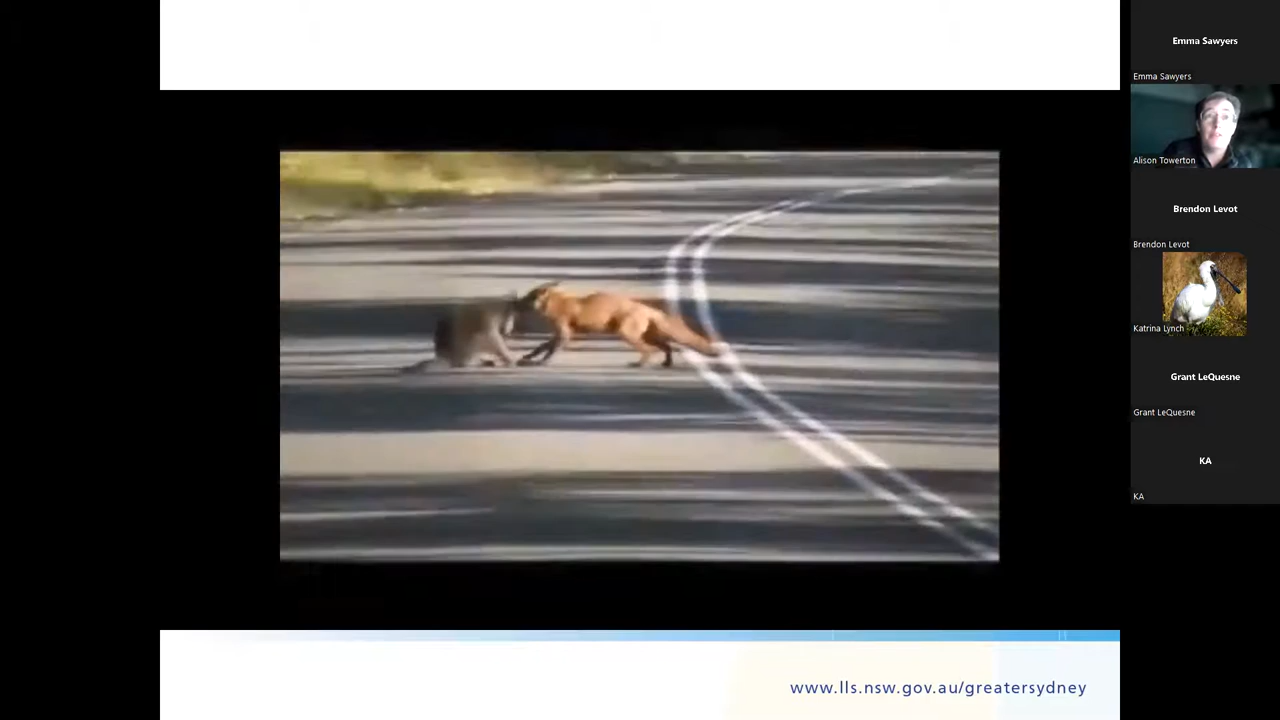 Emma Sawyers
Emma Sawyers
Alison Towerton
Brendon Levot
Brendon Levot
Katrina Lynch
Grant LeQuesne
Grant LeQuesne
KA
KA
www.lls.nsw.gov.au/greatersydney